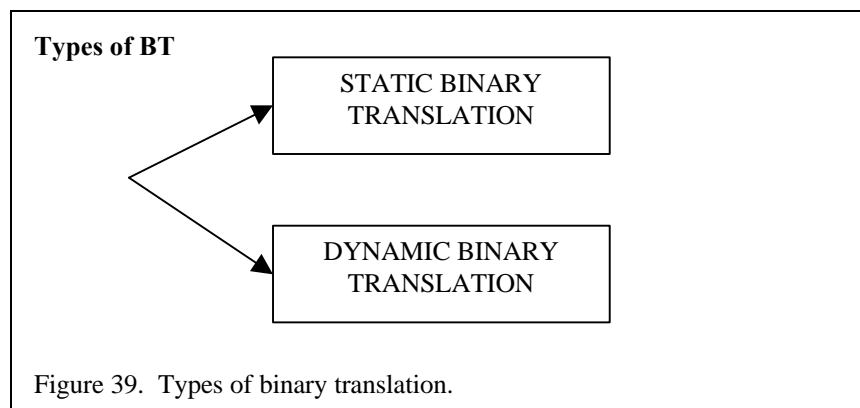 Types of BT
STATIC BINARY
TRANSLATION
DYNAMIC BINARY
TRANSLATION
Figure 39.  Types of binary translation.